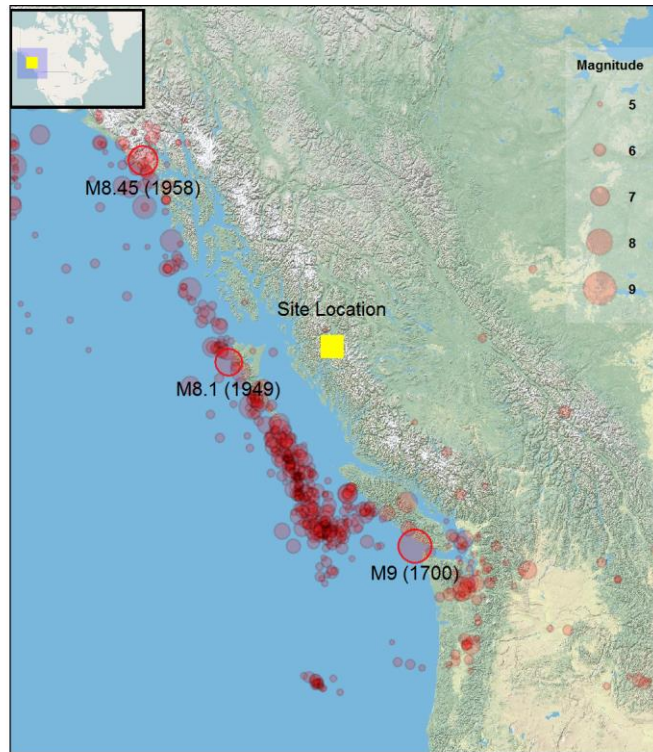 Magnitude
5
6
7
8
9
M8.45 (1958)
Site Location
M8.1 (1949)
M9 (1700)